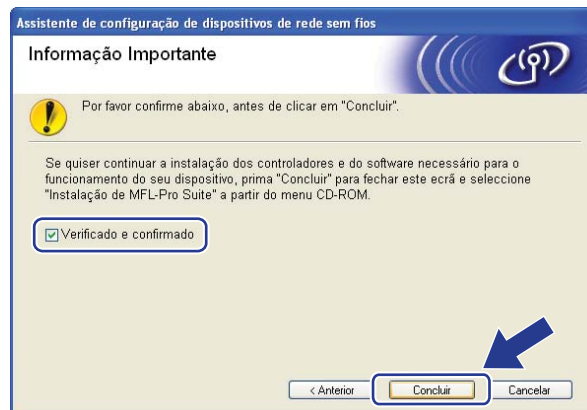 Assistente de configuração de dispositivos de rede sem fios
Informação Importante
Por favor confirme abaixo, antes de clicar em "Concluir".
Se quiser continuar a instalação dos controladores e do software necessário para o
funcionamento do seu dispositivo, prima "Concluir" para fechar este ecrã e seleccione
"Instalação de MFL-Pro Suite" a partir do menu CD-ROM.
Verificado e confirmado
< Anterior
Concluir
Cancelar